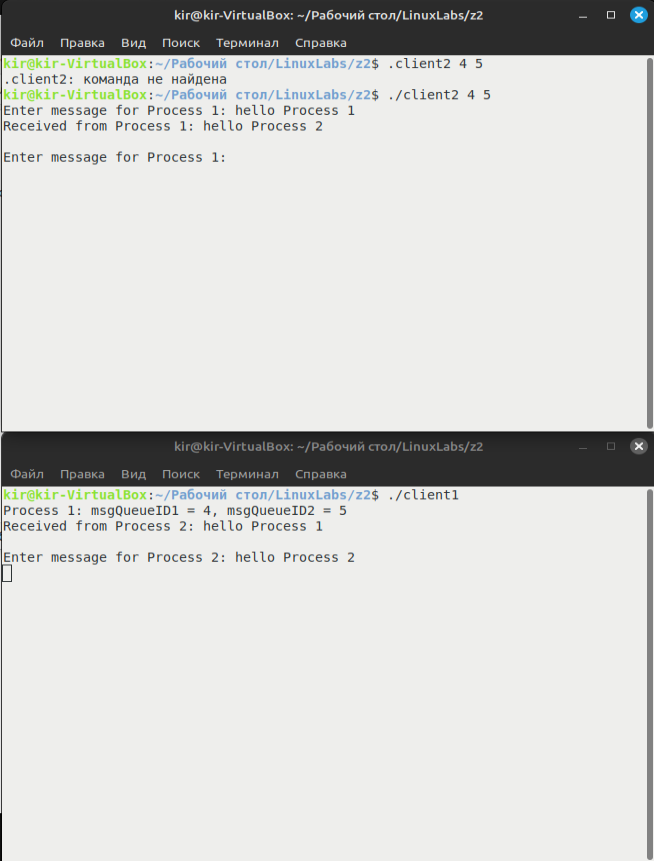 kir@kir-VirtualBox: ~/Рабочий стол/LinuxLabs/z2
Файл Правка Вид Поиск Терминал Справка
kir@kir-VirtualBox:~/Рабочий стол/LinuxLabs/z2$ .client2 4 5
.client2: команда не найдена
kir@kir-VirtualBox:~/Рабочий стол/LinuxLabs/z2$ ./client2 4 5
Enter message for Process 1: hello Process 1
Received from Process 1: hello Process 2
Enter message for Process 1:
kir@kir-VirtualBox: ~/Рабочий стол/LinuxLabs/z2
Файл Правка Вид Поиск Терминал Справка
kir@kir-VirtualBox:~/Рабочий стол/LinuxLabs/z2$ ./client1
Process 1: msgQueueID1 = 4, msgQueueID2 = 5
Received from Process 2: hello Process 1
Enter message for Process 2: hello Process 2